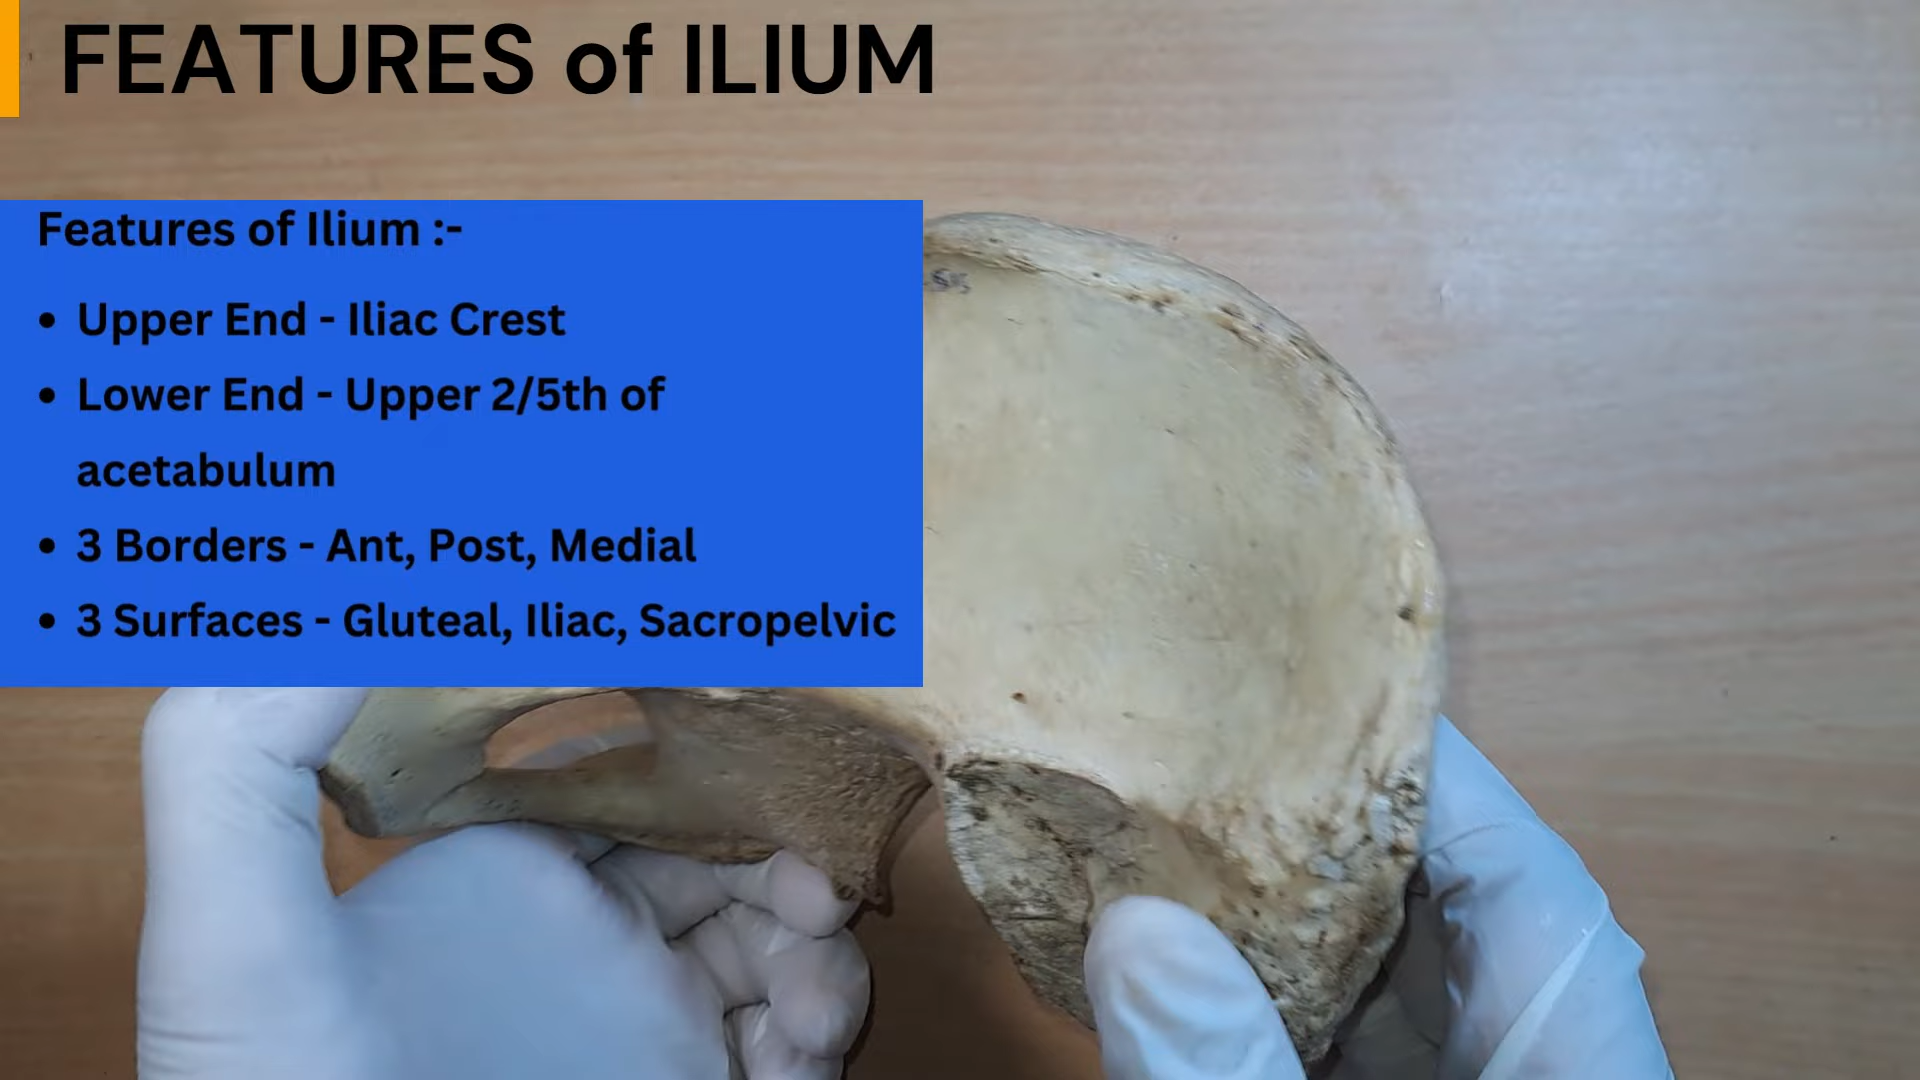 FEATURES of ILIUM
Features of Ilium :-
• Upper End - Iliac Crest
• Lower End - Upper 2/5th of
acetabulum
• 3 Borders - Ant, Post, Medial
• 3 Surfaces - Gluteal, Iliac, Sacropelvic